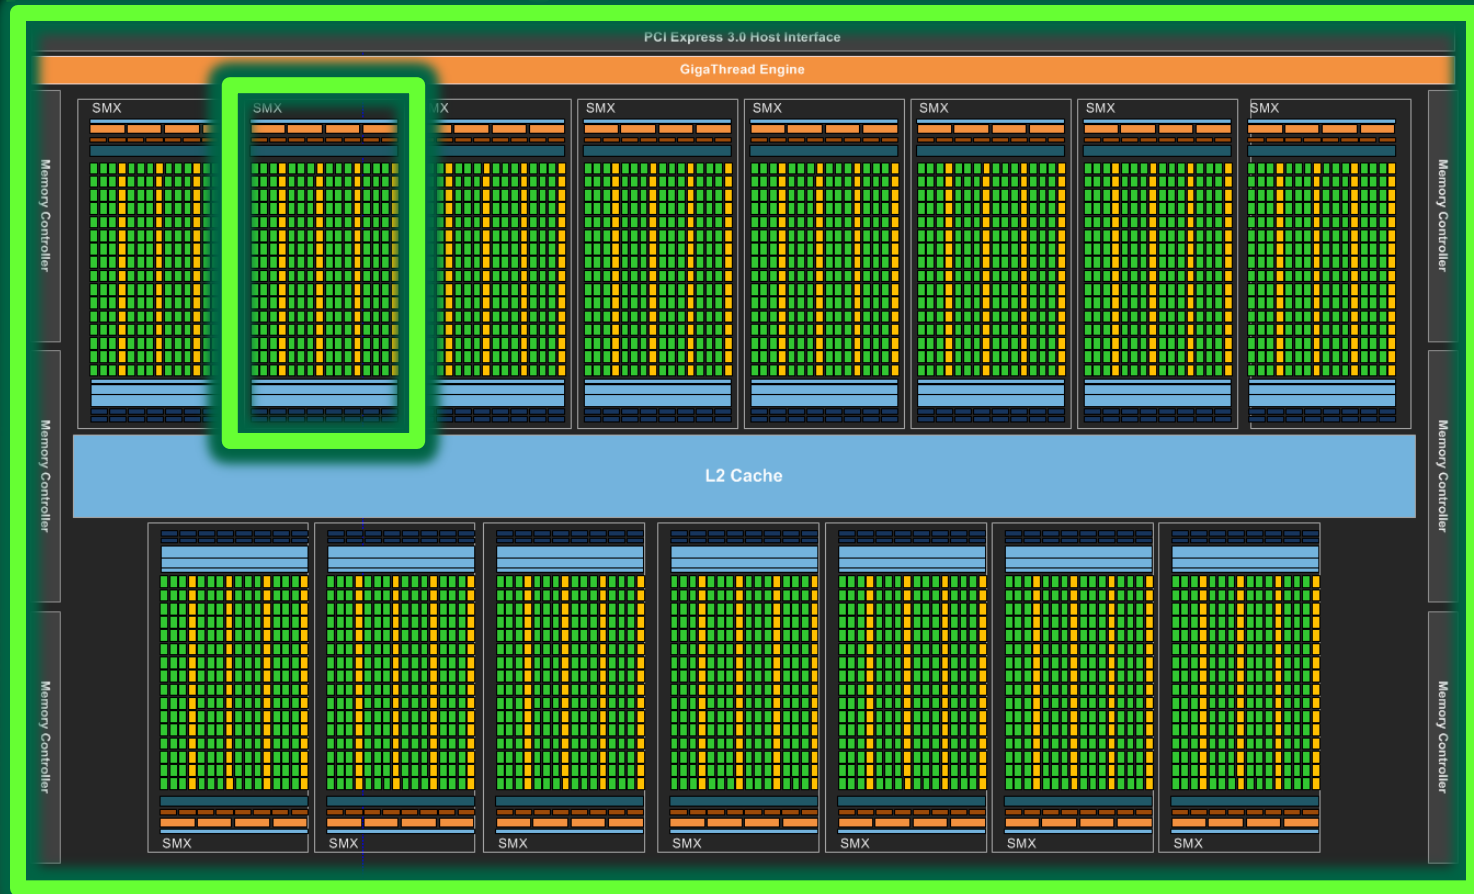 PCI Express 3.0 Host Interface
GigaThread Engine
SMX
SMX
MX
SMX
SMX
SMX
SMX
SMX
Memory Controller
Memory Controller
Memory Controller
Memory Controller
L2 Cache
Memory Controller
Memory Controller
SMX
SMX
SMX
SMX
SMX
SMX
SMX